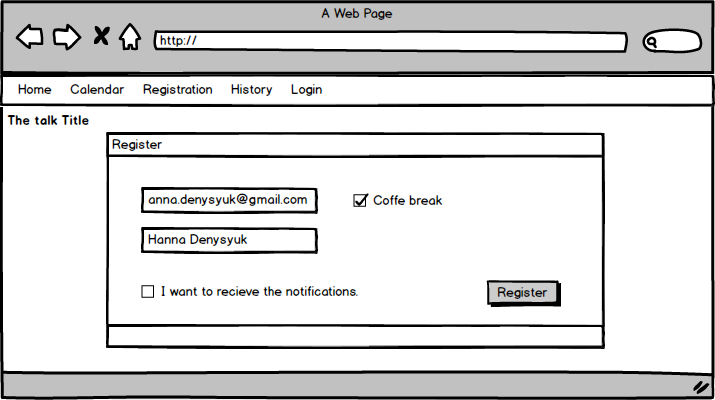 A Web Page
http://
Home Calendar Registration History Login
The talk Title
Register
anna.denysyuk@gmail.com Coffe break
Hanna Denysyuk
I want to recieve the notifications. Register